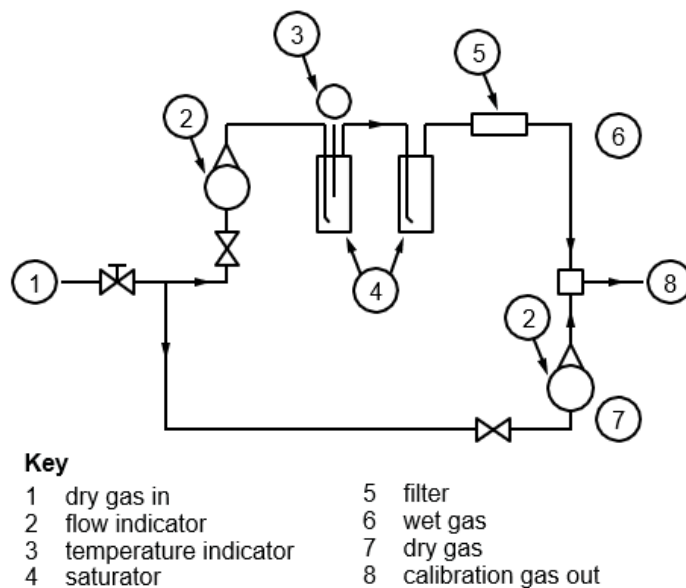 3
5
2
6
1
4
8
2
7
Key
1 dry gas in
2 flow indicator
3 temperature indicator
4 saturator
5 filter
6 wet gas
7 dry gas
8 calibration gas out